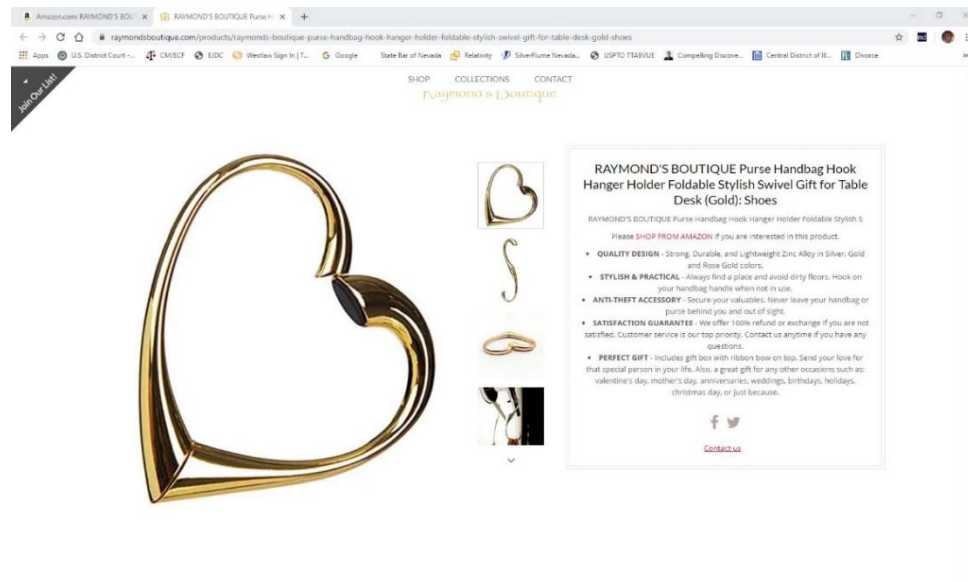 Amazon.com: RAYMOND'S BOU
RAYMOND'S BOUTIQUE Purse H
raymondsboutique.com/products/raymonds-boutique-purse-handbag-hook-hanger-holder-foldable-stylish-swivel-gift-for-table-desk-gold-shoes
Apps U.S. District Court -... CM/ECF EJDC Westlaw Sign In | T... Google State Bar of Nevada Relativity SilverFlume Nevada... USPTO TTABVUE Compelling Discove... Central District of Ill... Divorce
Join Our List!
SHOP COLLECTIONS CONTACT
Raymond's Boutique
RAYMOND'S BOUTIQUE Purse Handbag Hook
Hanger Holder Foldable Stylish Swivel Gift for Table
Desk (Gold): Shoes
RAYMOND'S BOUTIQUE Purse Handbag Hook Hanger Holder Foldable Stylish S
Please SHOP FROM AMAZON if you are interested in this product.
• QUALITY DESIGN - Strong, Durable, and Lightweight Zinc Alloy in Silver, Gold
and Rose Gold colors.
• STYLISH & PRACTICAL - Always find a place and avoid dirty floors. Hook on
your handbag handle when not in use.
• ANTI-THEFT ACCESSORY - Secure your valuables. Never leave your handbag or
purse behind you and out of sight.
• SATISFACTION GUARANTEE - We offer 100% refund or exchange if you are not
satisfied. Customer service is our top priority. Contact us anytime if you have any
questions.
• PERFECT GIFT - Includes gift box with ribbon bow on top. Send your love for
that special person in your life. Also, a great gift for any other occasions such as:
valentine's day, mother's day, anniversaries, weddings, birthdays, holidays,
christmas day, or just because.
Contact us